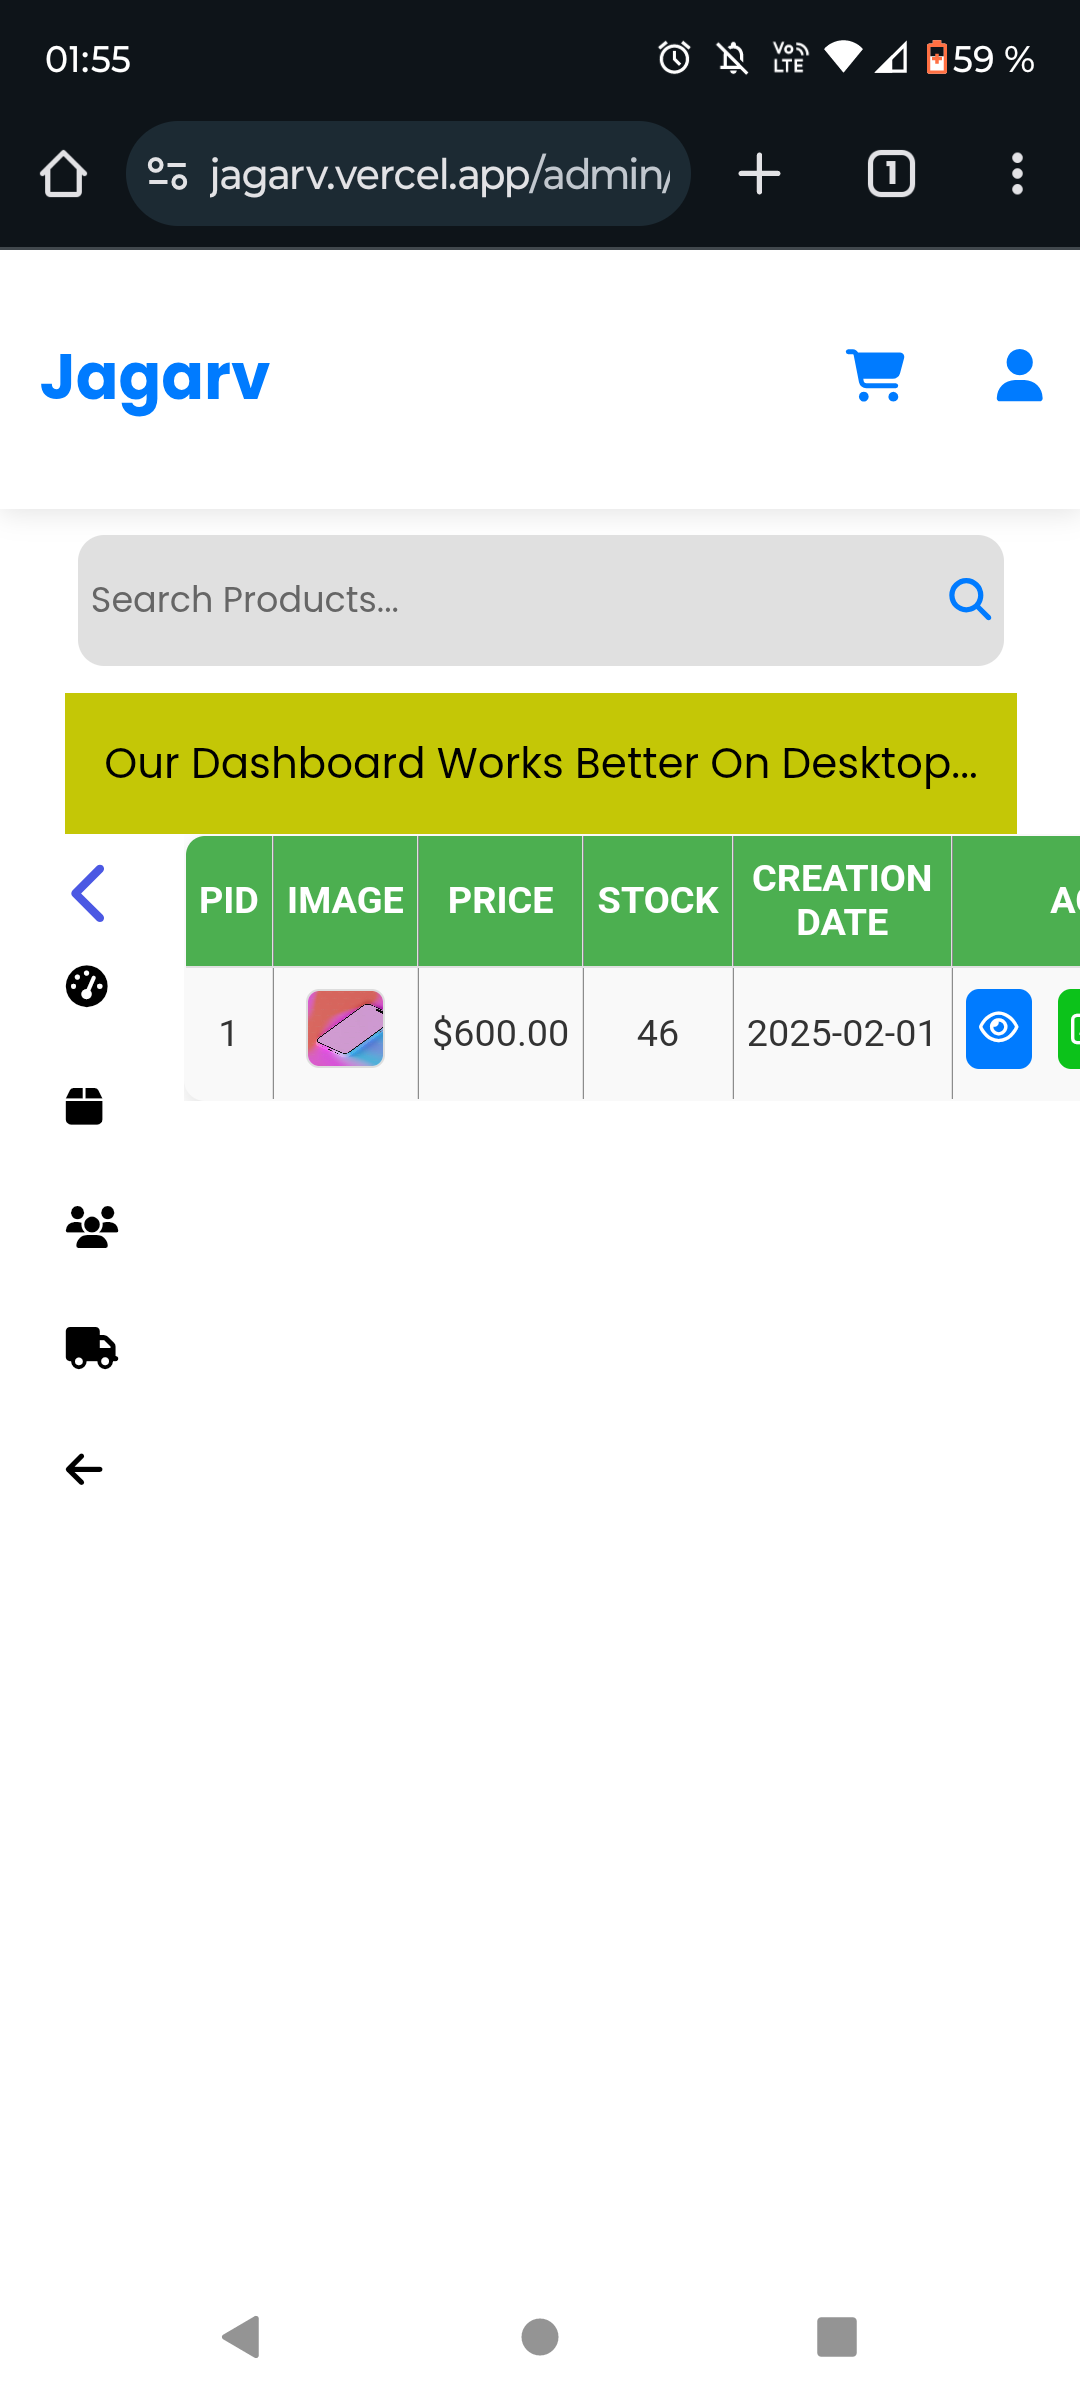 01:55
Vo LTE 59 %
jagarv.vercel.app/admin/
1
Jagarv
Search Products...
Our Dashboard Works Better On Desktop...
PID IMAGE PRICE STOCK CREATION DATE
1 $600.00 46 2025-02-01